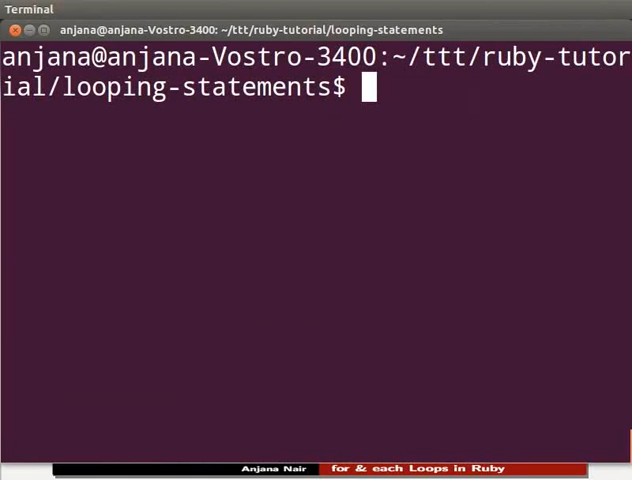 Terminal
anjana@anjana-Vostro-3400: ~/ttt/ruby-tutorial/looping-statements
anjana@anjana-Vostro-3400:~/ttt/ruby-tutor
ial/looping-statements$
Anjana Nair for & each Loops in Ruby